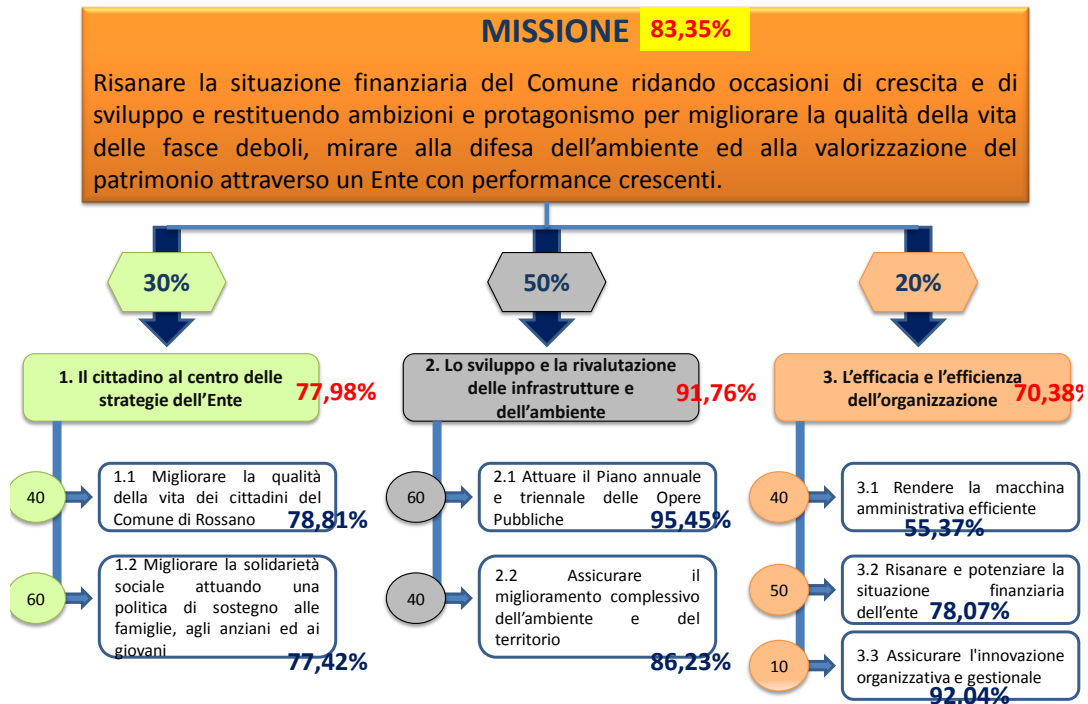 MISSIONE 83,35%
Risanare la situazione finanziaria del Comune ridando occasioni di crescita e di
sviluppo e restituendo ambizioni e protagonismo per migliorare la qualità della vita
delle fasce deboli, mirare alla difesa dell'ambiente ed alla valorizzazione del
patrimonio attraverso un Ente con performance crescenti.
30%
50%
20%
1. Il cittadino al centro delle
strategie dell'Ente
77,98%
2. Lo sviluppo e la rivalutazione
delle infrastrutture e
dell'ambiente
91,76%
3. L'efficacia e l'efficienza
dell'organizzazione
70,38%
40
1.1 Migliorare la qualità
della vita dei cittadini del
Comune di Rossano
78,81%
60
1.2 Migliorare la solidarietà
sociale attuando una
politica di sostegno alle
famiglie, agli anziani ed ai
giovani
77,42%
60
2.1 Attuare il Piano annuale
e triennale delle Opere
Pubbliche
95,45%
40
2.2 Assicurare il
miglioramento complessivo
dell'ambiente e del
territorio
86,23%
40
3.1 Rendere la macchina
amministrativa efficiente
55,37%
50
3.2 Risanare e potenziare la
situazione finanziaria
dell'ente
78,07%
10
3.3 Assicurare l'innovazione
organizzativa e gestionale
92,04%